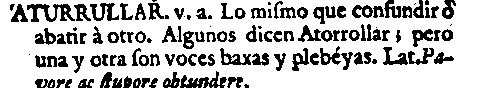 ATURRULLAR. v. a. Lo miſmo que confundir ò
abatir à otro. Algunos dicen Atorrollar; pero
una y otra ſon voces baxas y plebéyas. Lat. Pa-
vore ac ſtupore obtundere.